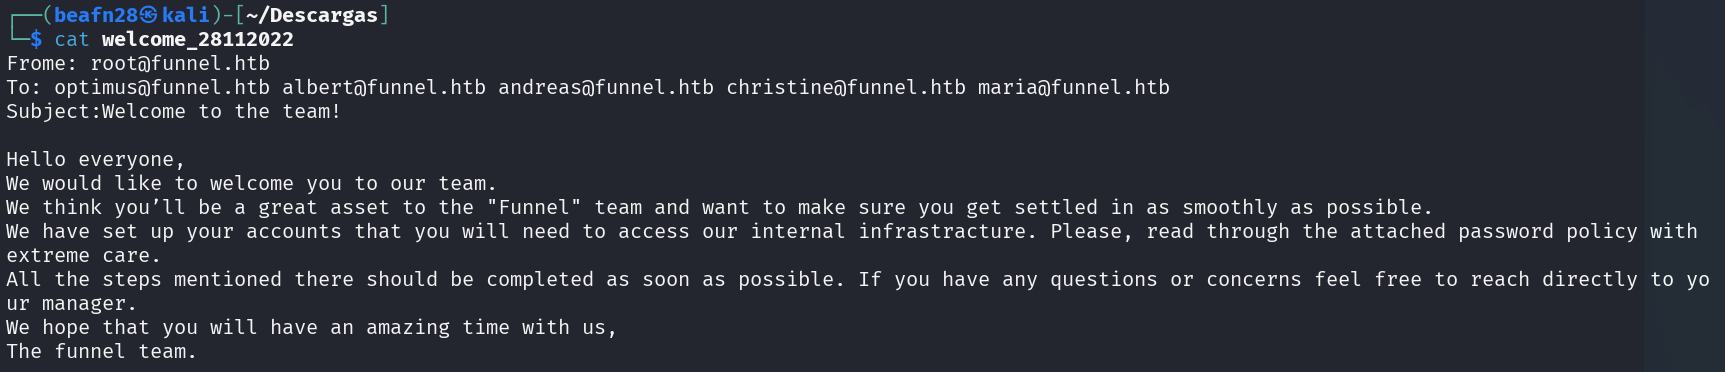 ┌──(beafn28㉿kali)-[~/Descargas]
└─$ cat welcome_28112022
Frome: root@funnel.htb
To: optimus@funnel.htb albert@funnel.htb andreas@funnel.htb christine@funnel.htb maria@funnel.htb
Subject:Welcome to the team!

Hello everyone,
We would like to welcome you to our team.
We think you’ll be a great asset to the "Funnel" team and want to make sure you get settled in as smoothly as possible.
We have set up your accounts that you will need to access our internal infrastracture. Please, read through the attached password policy with
extreme care.
All the steps mentioned there should be completed as soon as possible. If you have any questions or concerns feel free to reach directly to yo
ur manager.
We hope that you will have an amazing time with us,
The funnel team.